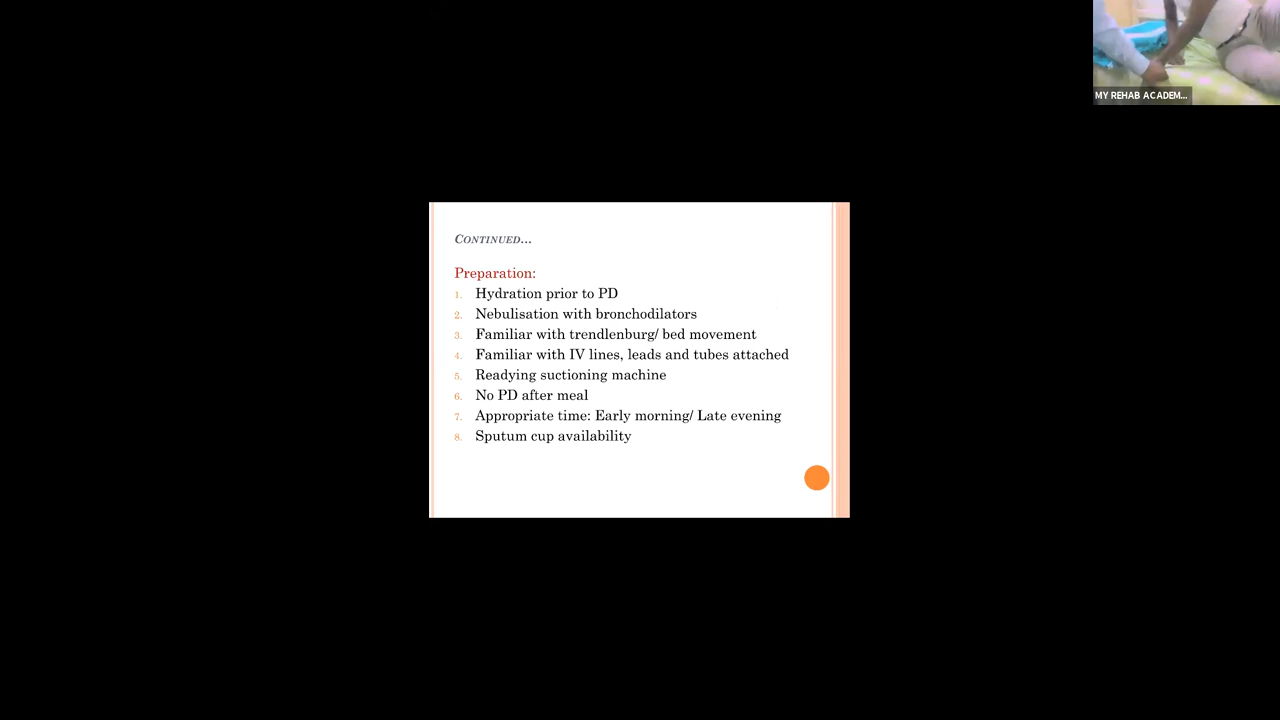 MY REHAB ACADEM...
CONTINUED...
Preparation:
1. Hydration prior to PD
2. Nebulisation with bronchodilators
3. Familiar with trendlenburg/ bed movement
4. Familiar with IV lines, leads and tubes attached
5. Readying suctioning machine
6. No PD after meal
7. Appropriate time: Early morning/ Late evening
8. Sputum cup availability